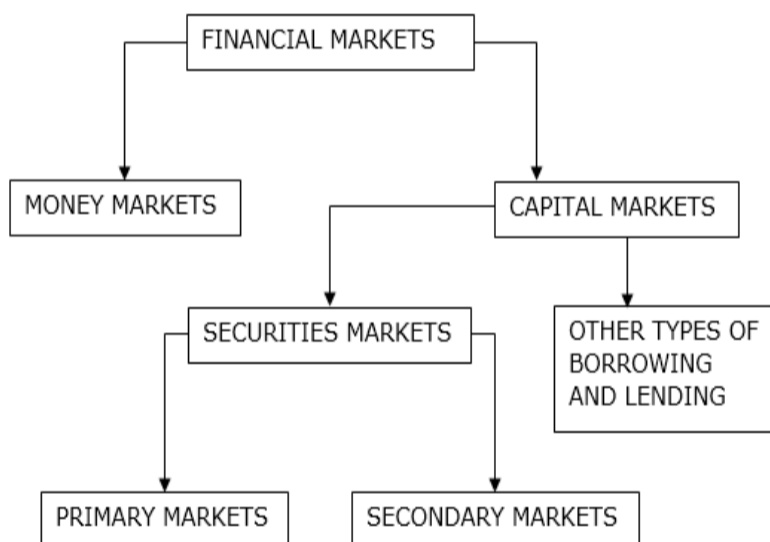 FINANCIAL MARKETS
MONEY MARKETS
CAPITAL MARKETS
SECURITIES MARKETS
OTHER TYPES OF
BORROWING
AND LENDING
PRIMARY MARKETS
SECONDARY MARKETS